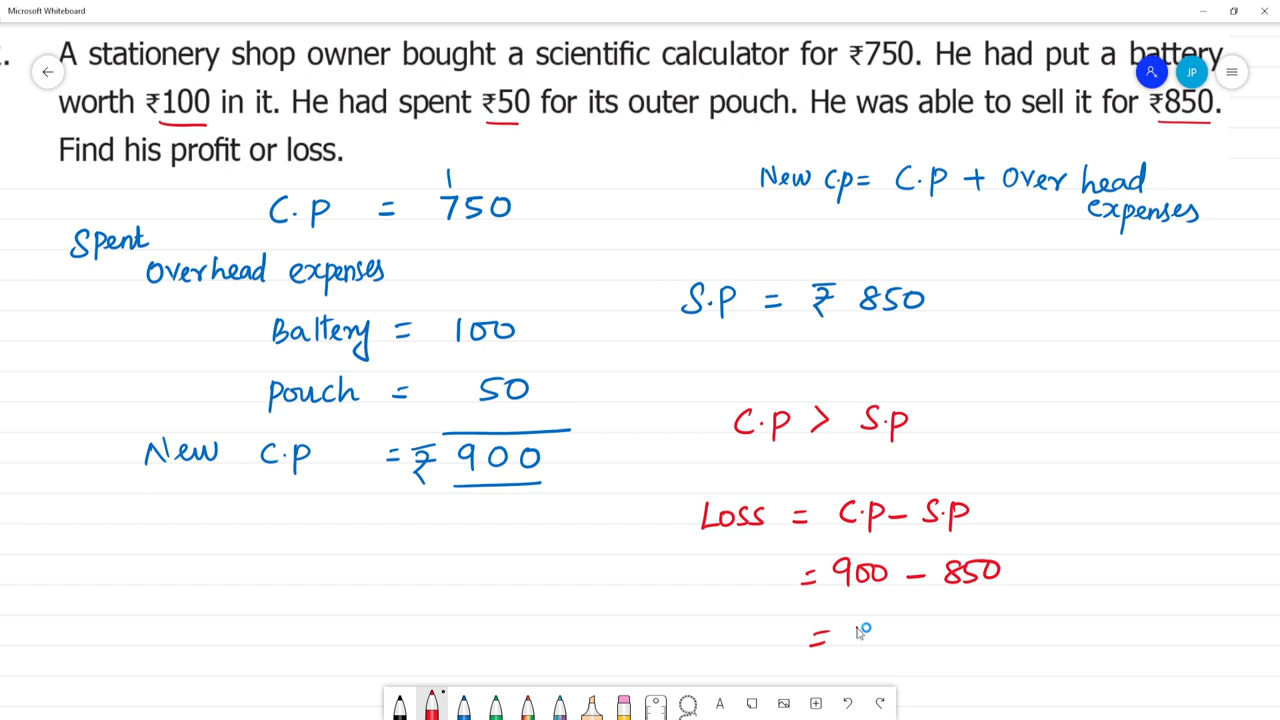 Microsoft Whiteboard
. A stationery shop owner bought a scientific calculator for ₹750. He had put a battery
JP
worth ₹100 in it. He had spent ₹50 for its outer pouch. He was able to sell it for ₹850.
Find his profit or loss.
New C.P = C.P + Over head
expenses
1
C.P = 750
Spent
overhead expenses
S.P = ₹ 850
Baltery = 100
Pouch = 50
C.P > S.P
New C.P = ₹ 900
Loss = C.P - S.P
= 900 - 850
=
A